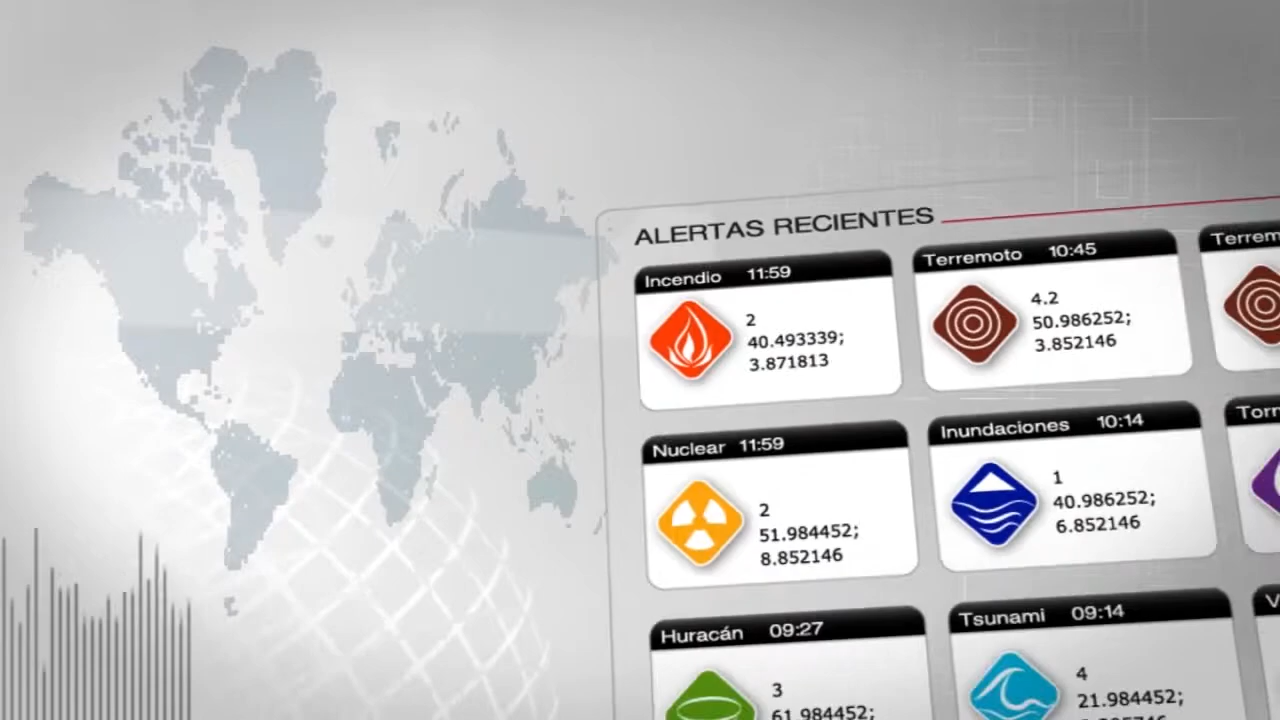 ALERTAS RECIENTES
Incendio 11:59
2
40.493339;
3.871813
Terremoto 10:45
4.2
50.986252;
3.852146
Nuclear 11:59
2
51.984452;
8.852146
Inundaciones 10:14
1
40.986252;
6.852146
Huracán 09:27
3
61.984452;
Tsunami 09:14
4
21.984452;